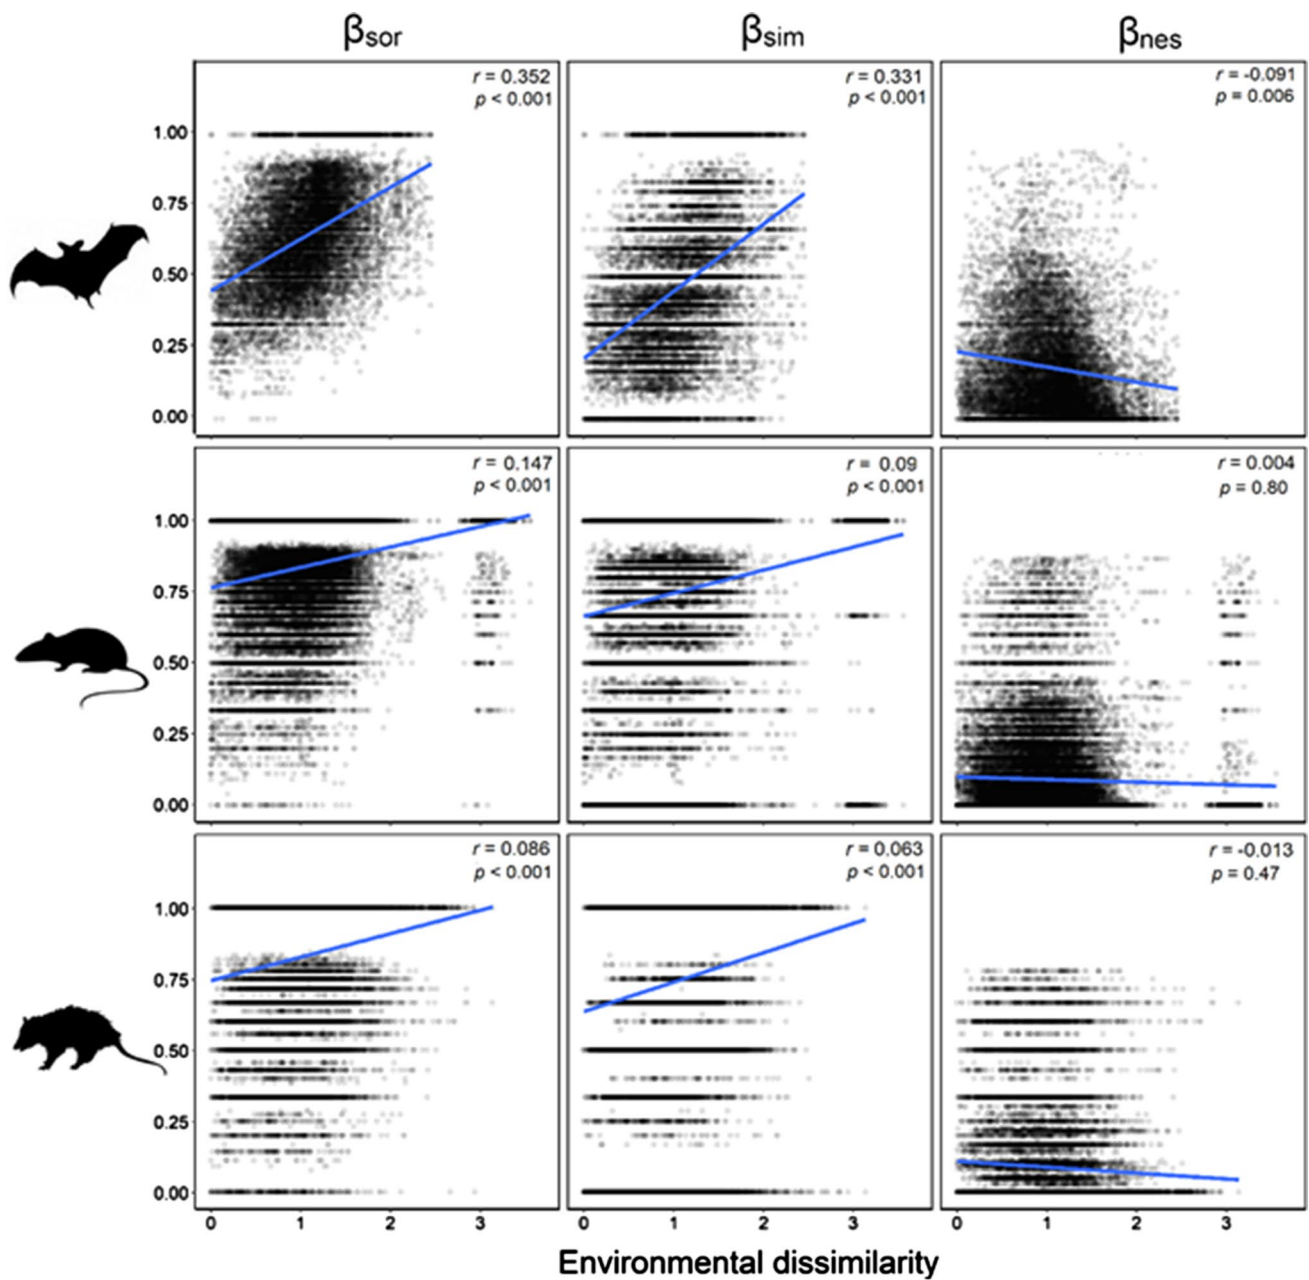 βsor βsim βnes
r = 0.352
p < 0.001
r = 0.331
p < 0.001
r = -0.091
p = 0.006
1.00
0.75
0.50
0.25
0.00
r = 0.147
p < 0.001
r = 0.09
p < 0.001
r = 0.004
p = 0.80
1.00
0.75
0.50
0.25
0.00
r = 0.086
p < 0.001
r = 0.063
p < 0.001
r = -0.013
p = 0.47
1.00
0.75
0.50
0.25
0.00
0 1 2 3 0 1 2 3 0 1 2 3
Environmental dissimilarity